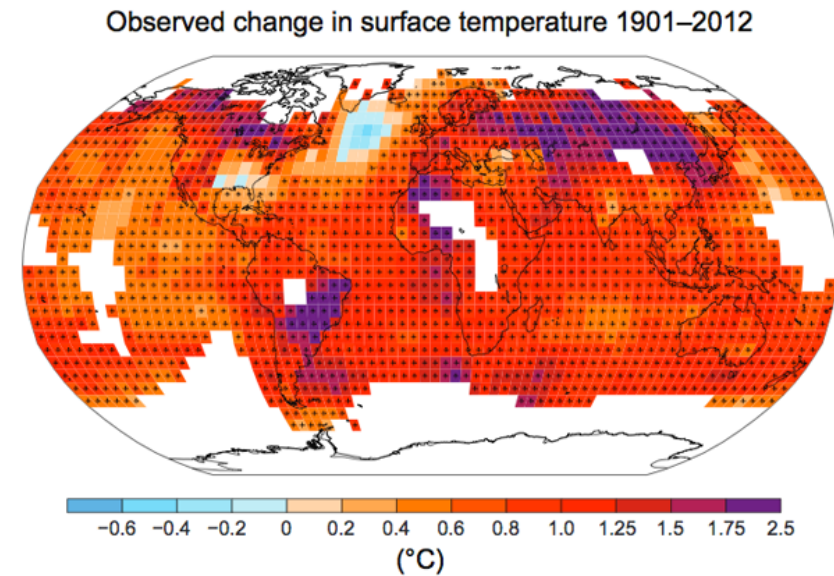 Observed change in surface temperature 1901–2012
−0.6 −0.4 −0.2 0 0.2 0.4 0.6 0.8 1.0 1.25 1.5 1.75 2.5
(°C)